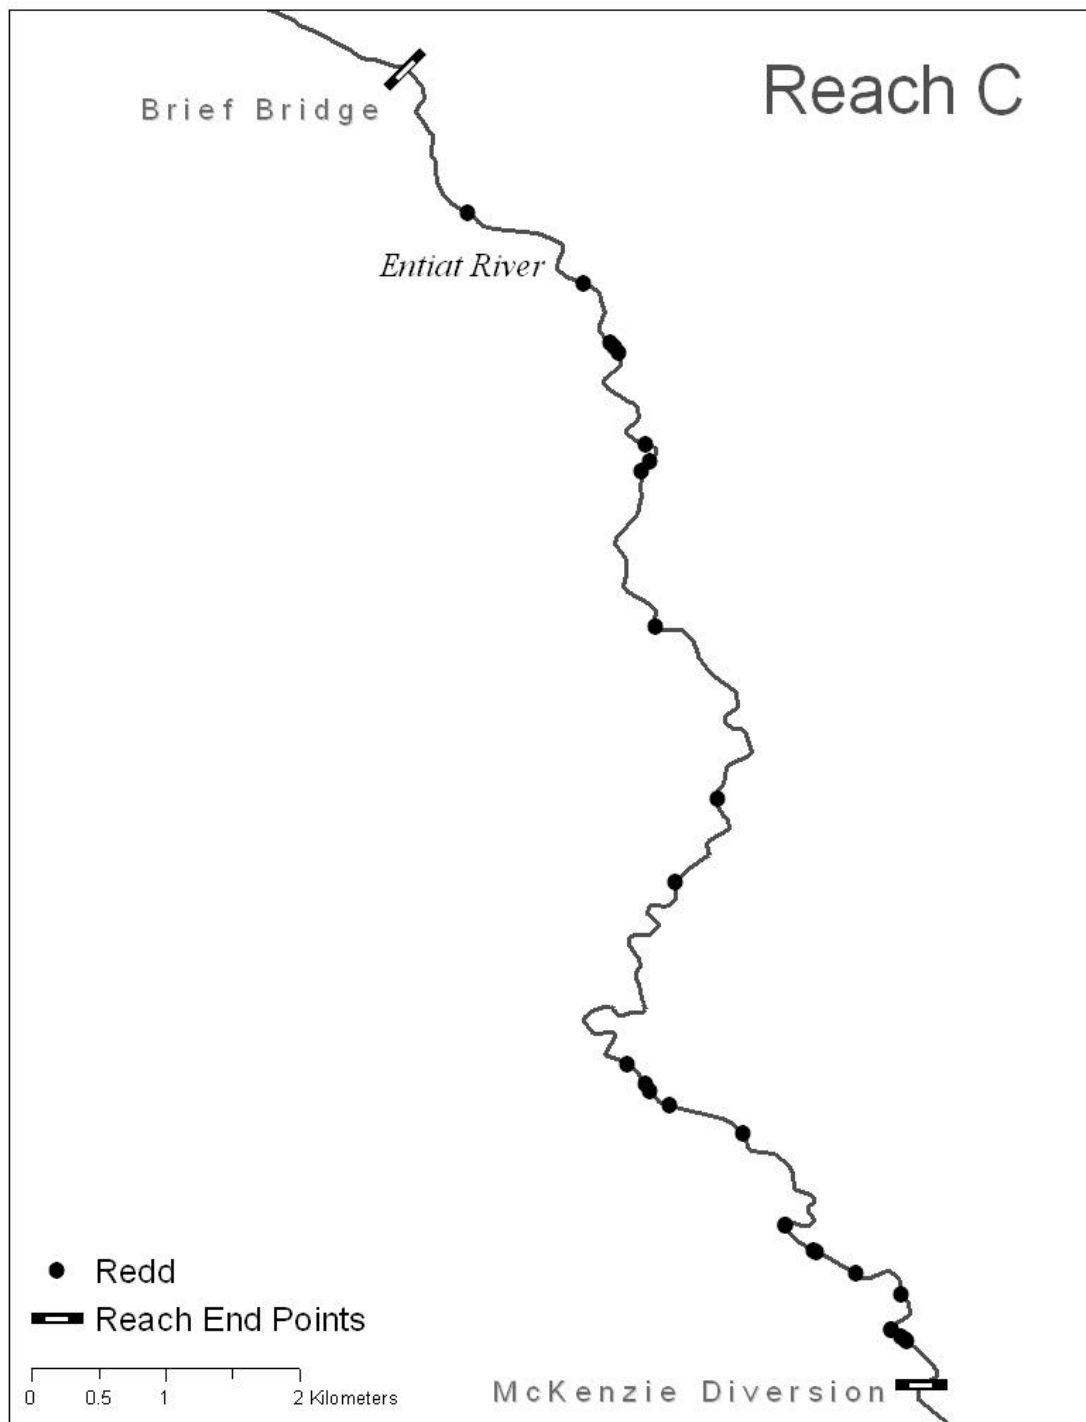 Reach C
Brief Bridge
Entiat River
Redd
Reach End Points
0 0.5 1 2 Kilometers
McKenzie Diversion